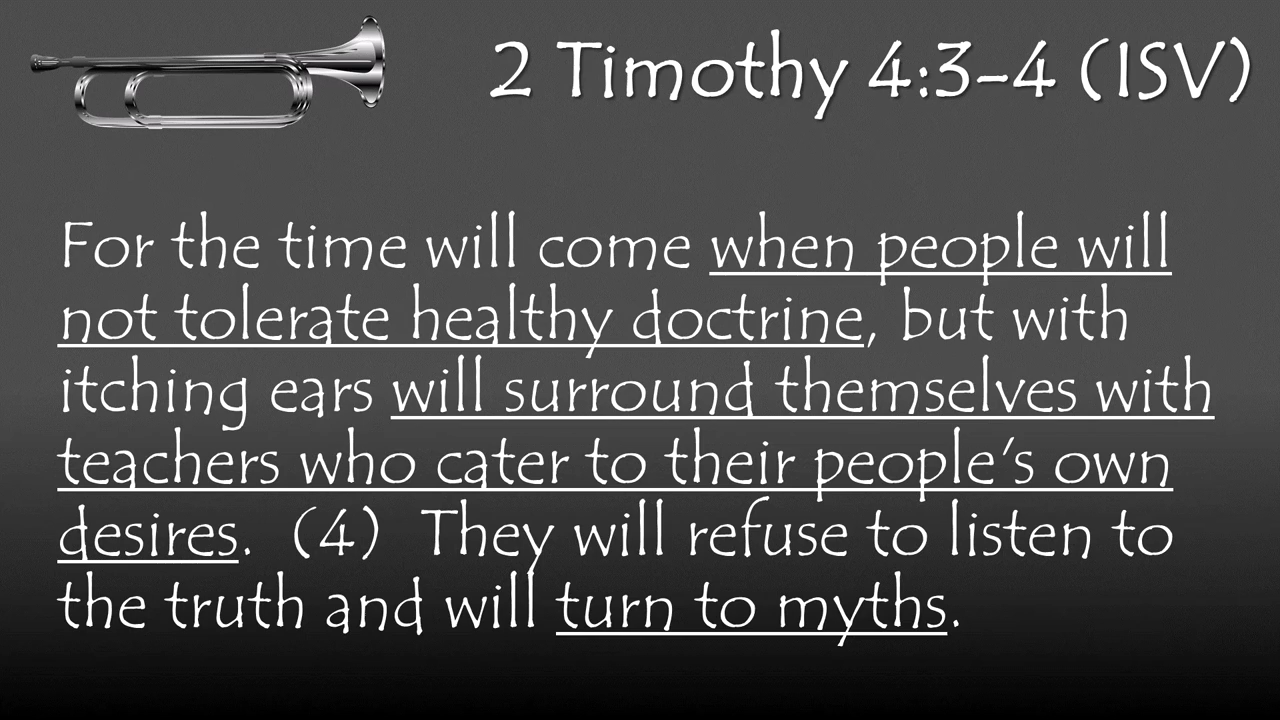 2 Timothy 4:3-4 (ISV)
For the time will come when people will
not tolerate healthy doctrine, but with
itching ears will surround themselves with
teachers who cater to their people's own
desires. (4) They will refuse to listen to
the truth and will turn to myths.